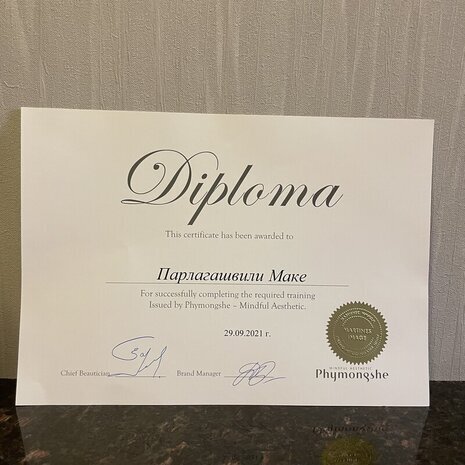 Diploma
This certificate has been awarded to
Парлагашвили Маке
For successfully completing the required training
Issued by Phymongshe – Mindful Aesthetic.
29.09.2021 г.
Chief Beautician
Brand Manager
MINDFUL AESTHETIC
Phymongshe